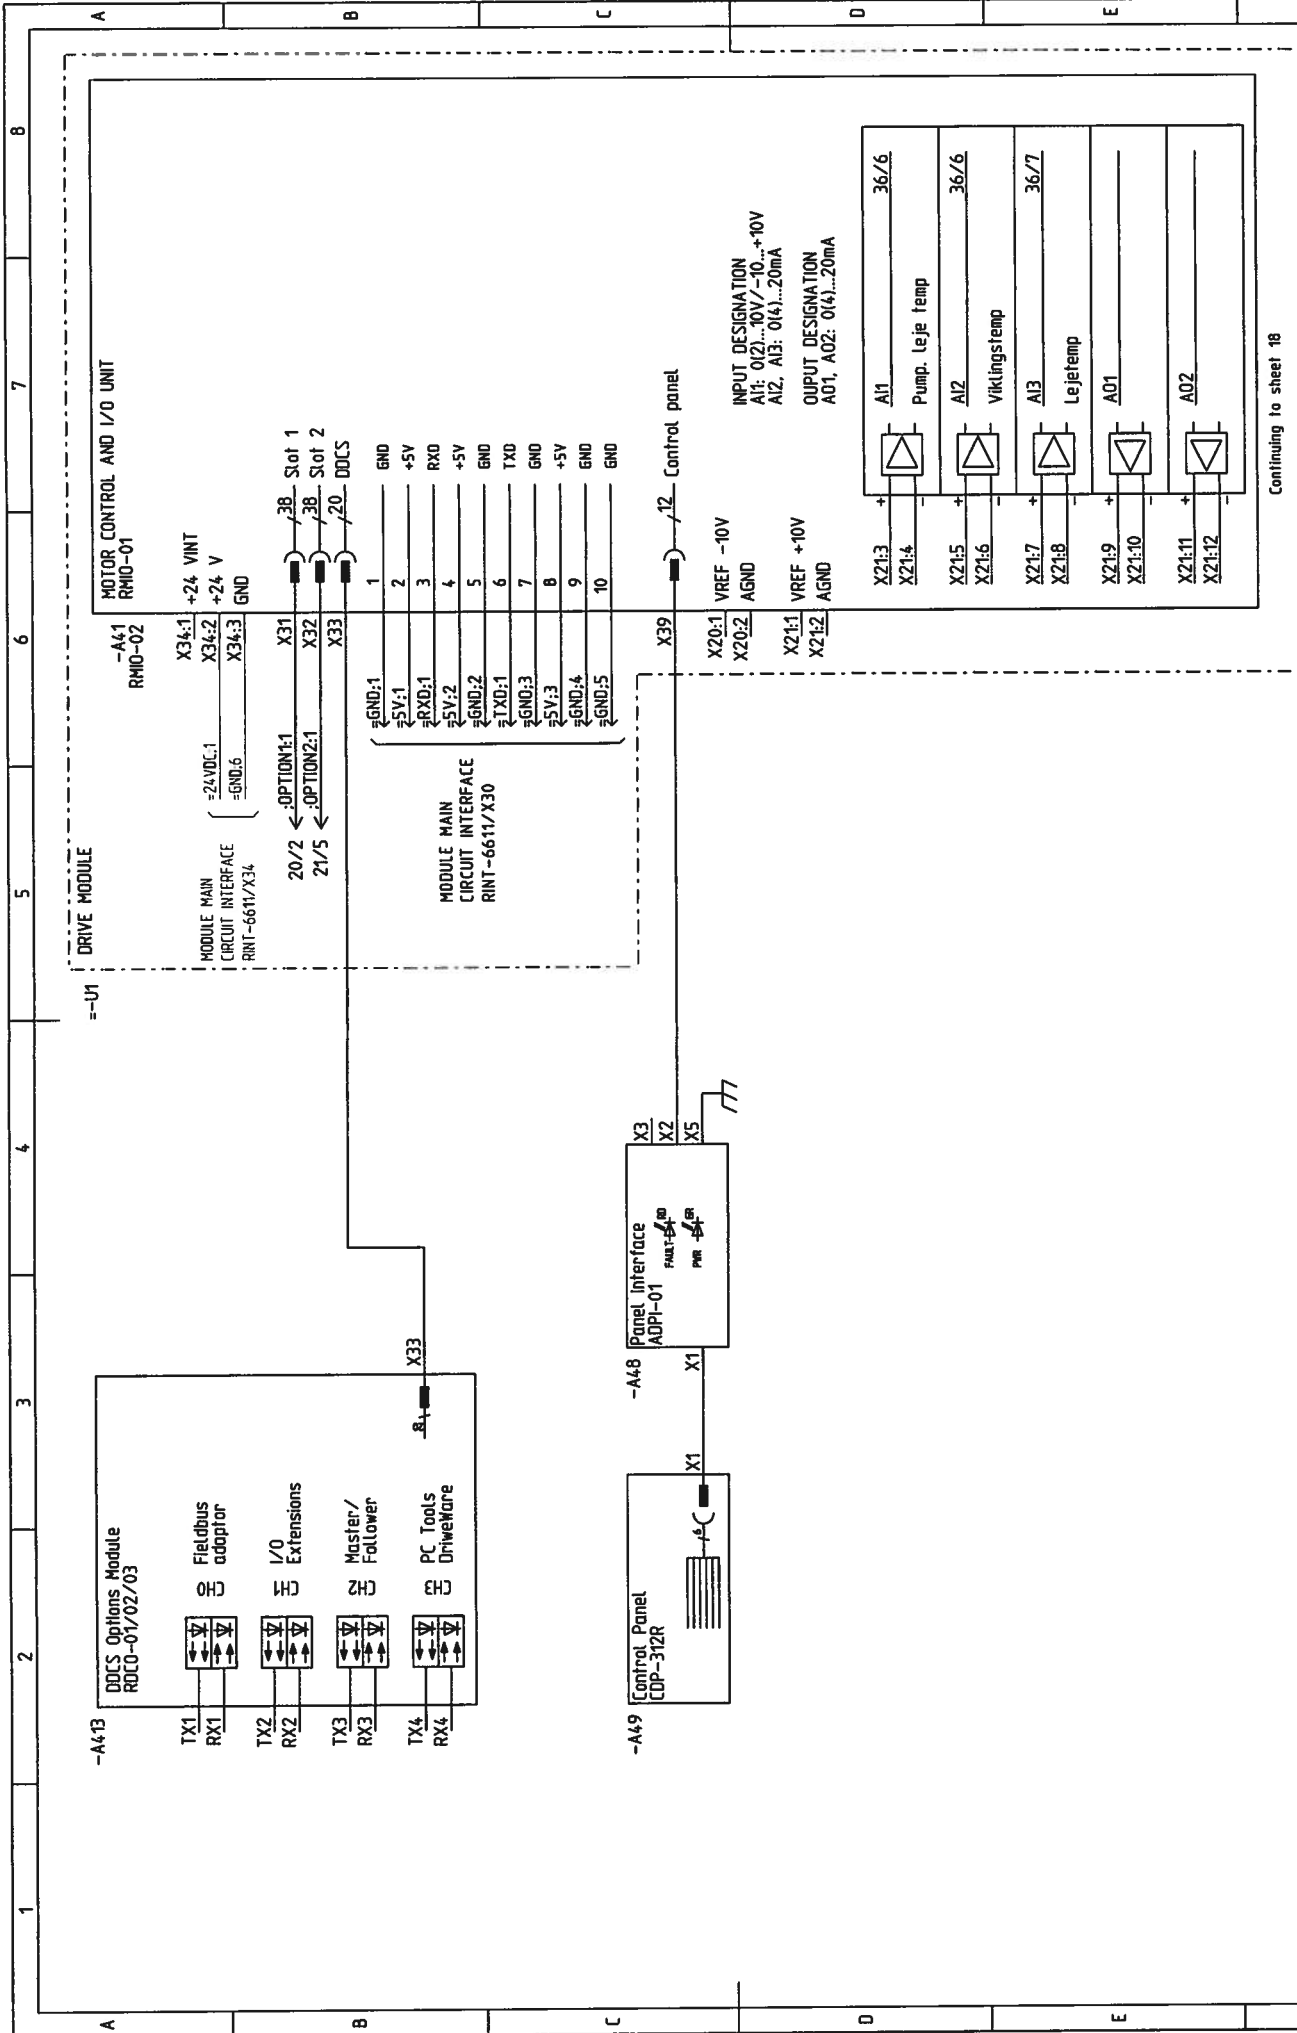 1
2
3
4
5
6
7
8
A
B
C
D
E
A
B
C
D
E
-A413
DDCS Options Module
RDCO-01/02/03
TX1
RX1
CH0
Fieldbus
adaptor
TX2
RX2
CH1
I/O
Extensions
TX3
RX3
CH2
Master/
Follower
TX4
RX4
CH3
PC Tools
DriweWare
20
X33
-A49
Control Panel
CDP-312R
6
X1
-A48
Panel Interface
ADPI-01
X1
FAULT
RD
PWR
GR
X3
X2
X5
=-U1
DRIVE MODULE
MODULE MAIN
CIRCUIT INTERFACE
RINT-6611/X34
=24VDC:1
=GND:6
20/2
:OPTION1:1
21/5
:OPTION2:1
MODULE MAIN
CIRCUIT INTERFACE
RINT-6611/X30
=GND:1
=5V:1
=RXD:1
=5V:2
=GND:2
=TXD:1
=GND:3
=5V:3
=GND:4
=GND:5
-A41
RMIO-02
MOTOR CONTROL AND I/O UNIT
RMIO-01
X34:1 +24 VINT
X34:2 +24 V
X34:3 GND
X31 /38 Slot 1
X32 /38 Slot 2
X33 /20 DDCS
1 GND
2 +5V
3 RXD
4 +5V
5 GND
6 TXD
7 GND
8 +5V
9 GND
10 GND
X39 /12 Control panel
X20:1 VREF -10V
X20:2 AGND
X21:1 VREF +10V
X21:2 AGND
INPUT DESIGNATION
AI1: 0(2)...10V/-10...+10V
AI2, AI3: 0(4)...20mA
OUPUT DESIGNATION
AO1, AO2: 0(4)...20mA
X21:3 + AI1 36/6
X21:4 - Pump. Leje temp
X21:5 + AI2 36/6
X21:6 - Viklingstemp
X21:7 + AI3 36/7
X21:8 - Lejetemp
X21:9 + AO1
X21:10 -
X21:11 + AO2
X21:12 -
Continuing to sheet 18